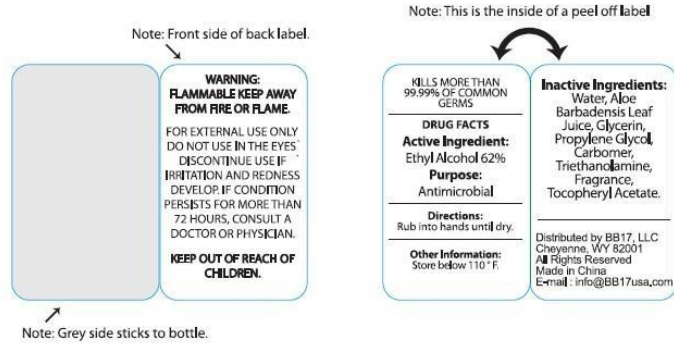 Note: Front side of back label.
WARNING:
FLAMMABLE KEEP AWAY
FROM FIRE OR FLAME.
FOR EXTERNAL USE ONLY
DO NOT USE IN THE EYES
DISCONTINUE USE IF
IRRITATION AND REDNESS
DEVELOP. IF CONDITION
PERSISTS FOR MORE THAN
72 HOURS, CONSULT A
DOCTOR OR PHYSICIAN.
KEEP OUT OF REACH OF
CHILDREN.
Note: Grey side sticks to bottle.
Note: This is the inside of a peel off label
KILLS MORE THAN
99.99% OF COMMON
GERMS
DRUG FACTS
Active Ingredient:
Ethyl Alcohol 62%
Purpose:
Antimicrobial
Directions:
Rub into hands until dry.
Other Information:
Store below 110° F.
Inactive Ingredients:
Water, Aloe
Barbadensis Leaf
Juice, Glycerin,
Propylene Glycol,
Carbomer,
Triethanolamine,
Fragrance,
Tocopheryl Acetate.
Distributed by BB17, LLC
Cheyenne, WY 82001
All Rights Reserved
Made in China
E-mail : info@BB17usa.com